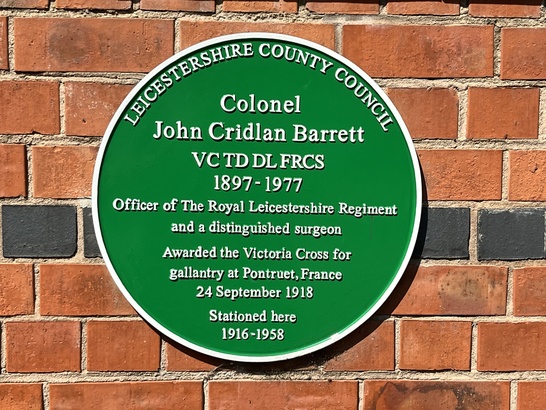 LEICESTERSHIRE COUNTY COUNCIL
Colonel
John Cridlan Barrett
VC TD DL FRCS
1897-1977
Officer of The Royal Leicestershire Regiment
and a distinguished surgeon
Awarded the Victoria Cross for
gallantry at Pontruet, France
24 September 1918
Stationed here
1916-1958